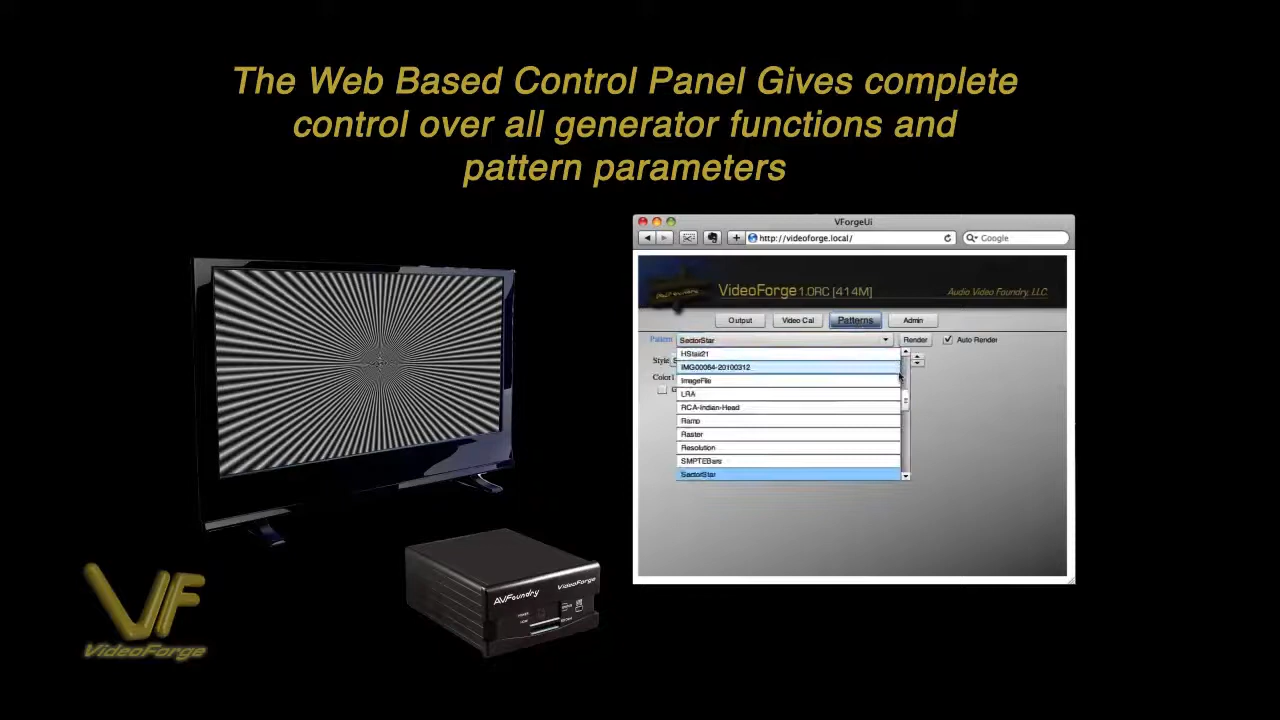 The Web Based Control Panel Gives complete
control over all generator functions and
pattern parameters
VForgeUi
http://videoforge.local/
Google
VideoForge 1.0RC [414M]
Audio Video Foundry, LLC.
Output
Video Cal
Patterns
Admin
Pattern
SectorStar
Render
Auto Render
HStair21
Style
IMG00064-20100312
Color1
ImageFile
LRA
RCA-Indian-Head
Ramp
Raster
Resolution
SMPTEBars
SectorStar
AVFoundry
VideoForge
VF
VideoForge